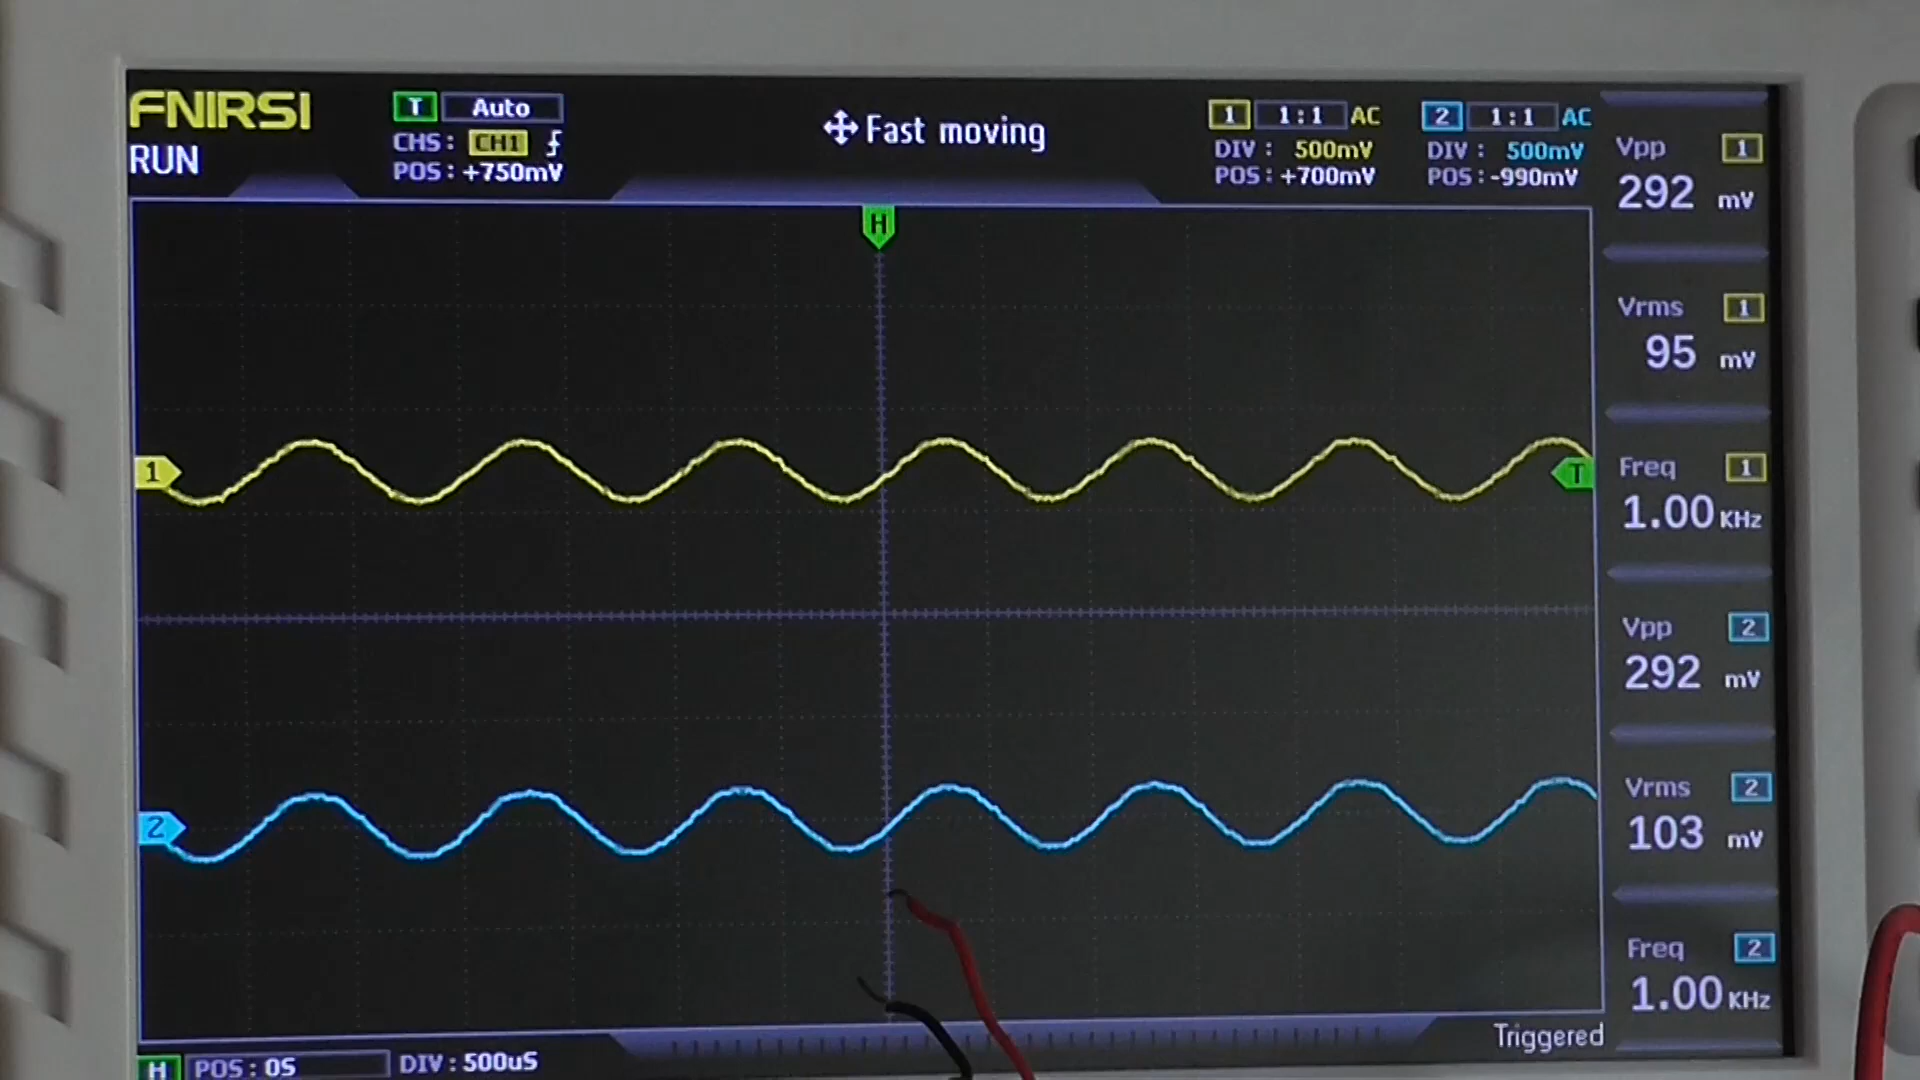 FNIRSI
RUN
T Auto
CHS: CH1
POS: +750mV
Fast moving
1 1:1 AC
DIV: 500mV
POS: +700mV
2 1:1 AC
DIV: 500mV
POS: -990mV
H
1
T
2
Vpp 1
292 mV
Vrms 1
95 mV
Freq 1
1.00 KHz
Vpp 2
292 mV
Vrms 2
103 mV
Freq 2
1.00 KHz
Triggered
H POS: 0S DIV: 500uS